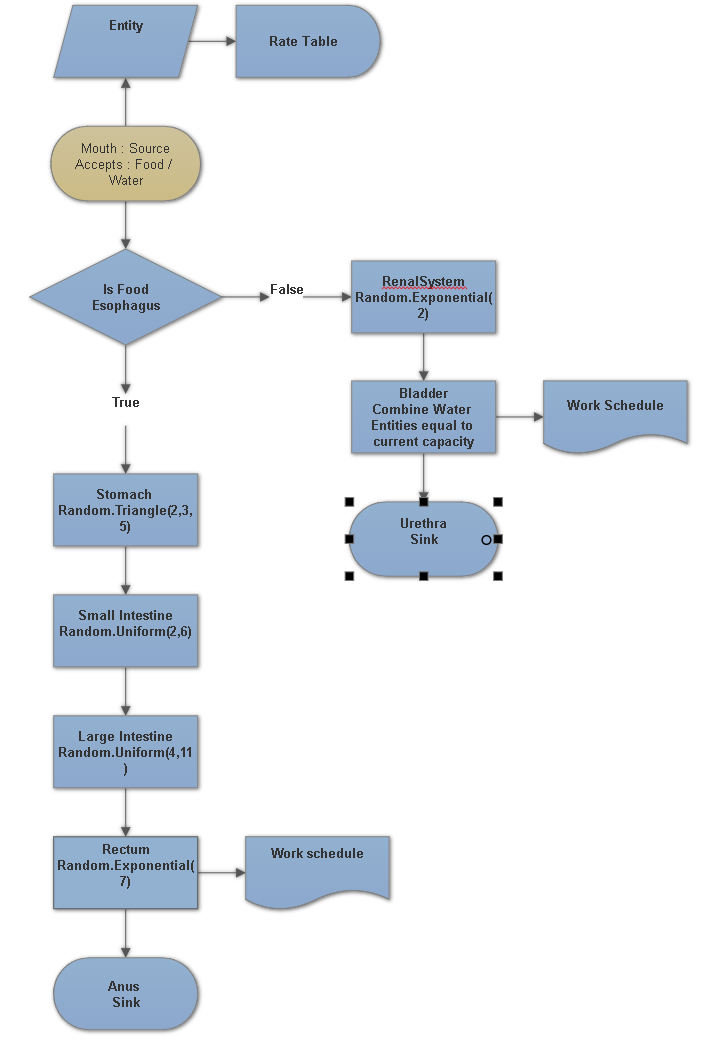 Entity
Rate Table
Mouth : Source
Accepts : Food /
Water
Is Food
Esophagus
False
RenalSystem
Random.Exponential(
2)
Bladder
Combine Water
Entities equal to
current capacity
Work Schedule
Urethra
Sink
True
Stomach
Random.Triangle(2,3,
5)
Small Intestine
Random.Uniform(2,6)
Large Intestine
Random.Uniform(4,11
)
Rectum
Random.Exponential(
7)
Work schedule
Anus
Sink